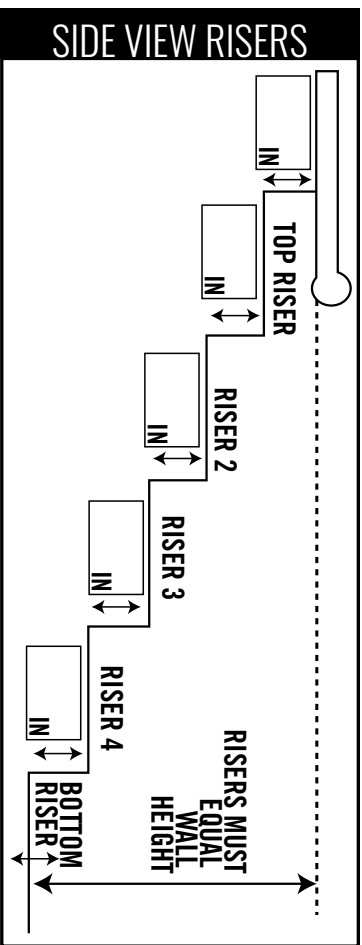 SIDE VIEW RISERS
IN
TOP RISER
IN
RISER 2
IN
RISER 3
IN
RISER 4
IN
BOTTOM
RISER
RISERS MUST
EQUAL
WALL
HEIGHT